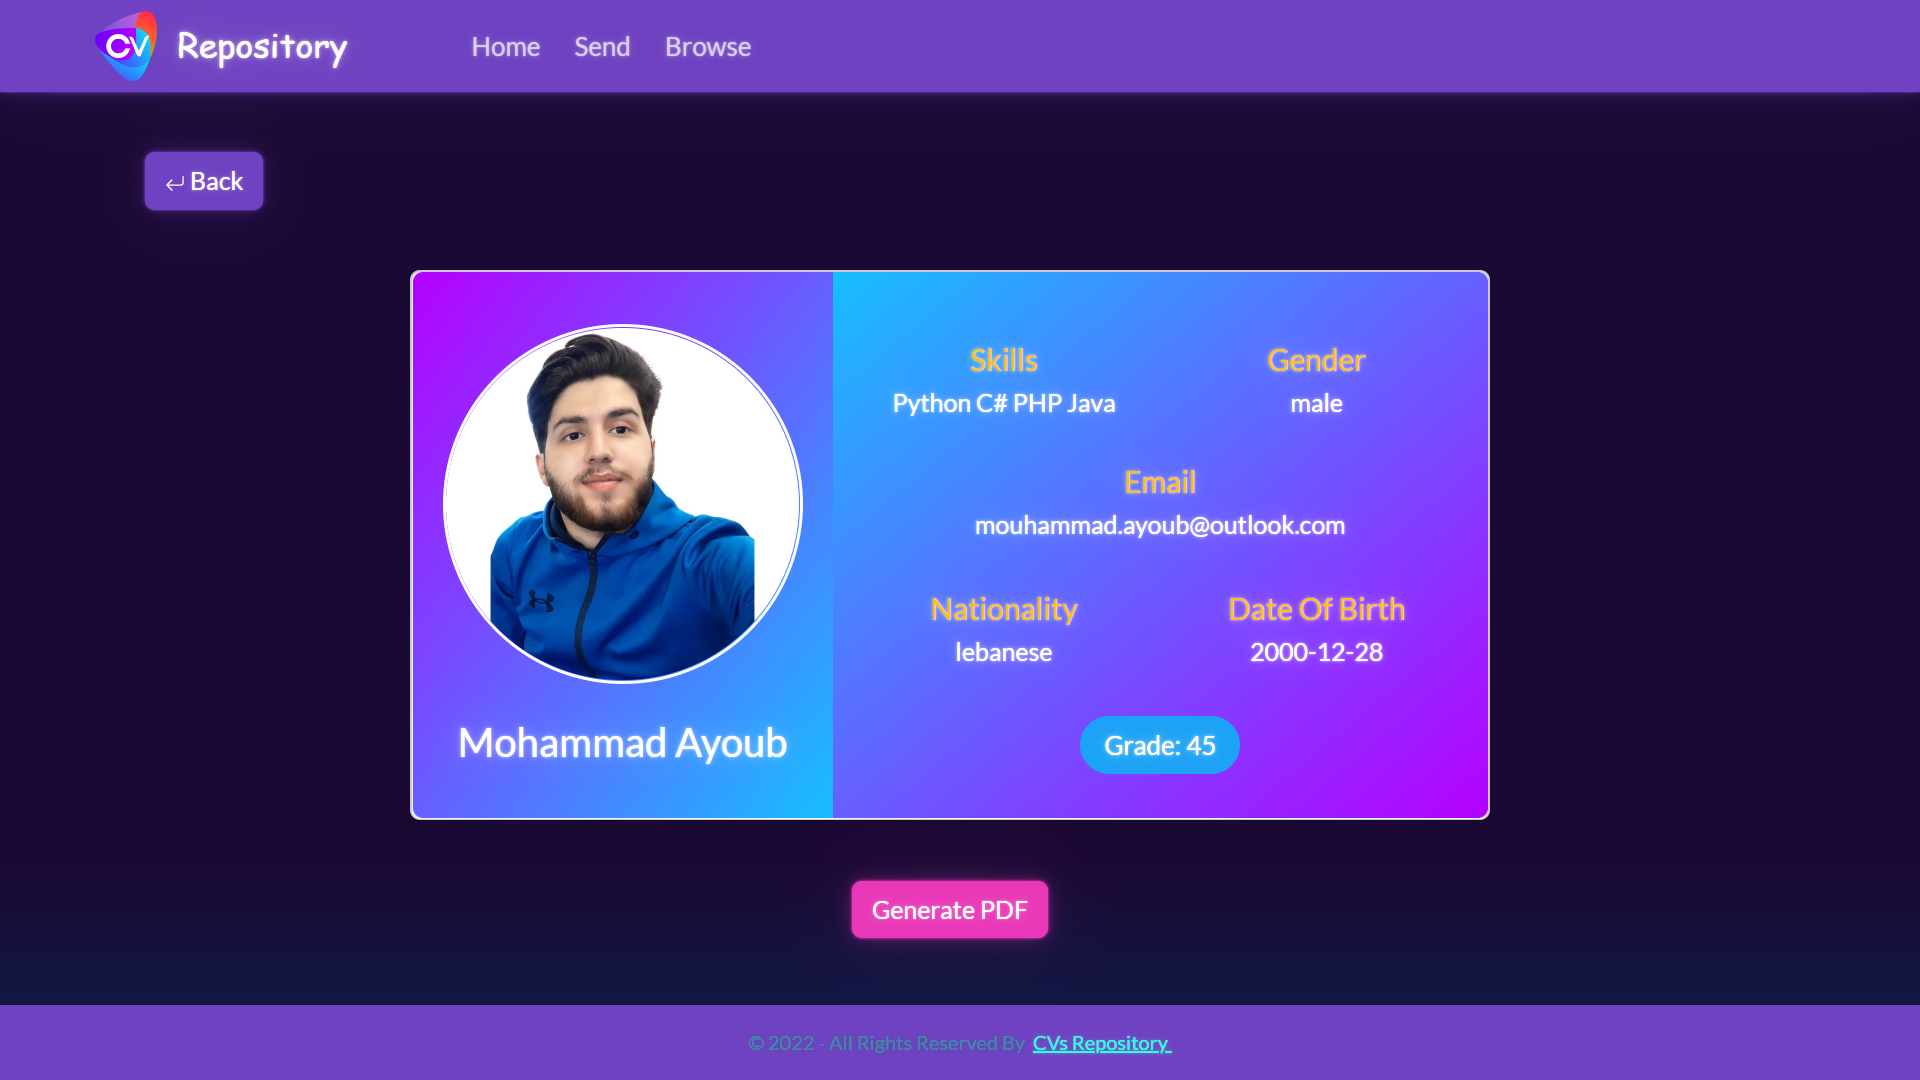 CV Repository Home Send Browse
Back
Skills Gender
Python C# PHP Java male
Email
mouhammad.ayoub@outlook.com
Nationality Date Of Birth
lebanese 2000-12-28
Mohammad Ayoub Grade: 45
Generate PDF
© 2022 - All Rights Reserved By CVs Repository